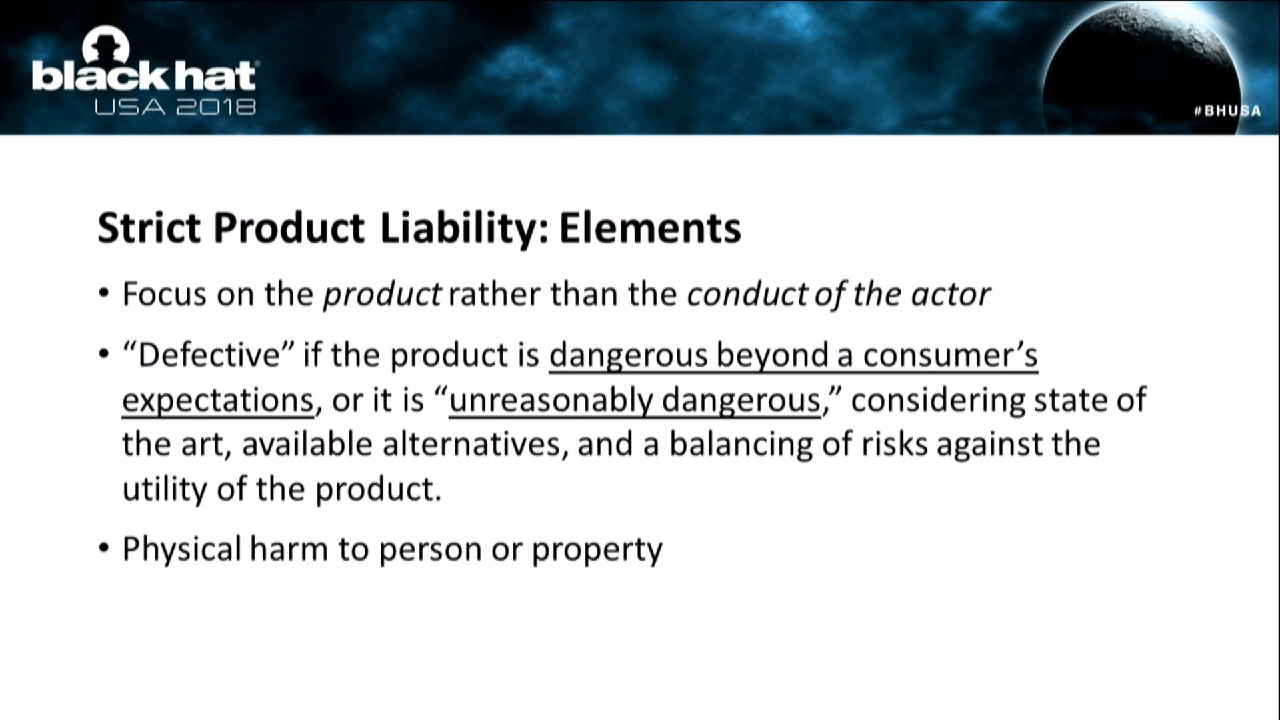 black hat
USA 2018
#BHUSA
Strict Product Liability: Elements
• Focus on the product rather than the conduct of the actor
• “Defective” if the product is dangerous beyond a consumer’s
expectations, or it is “unreasonably dangerous,” considering state of
the art, available alternatives, and a balancing of risks against the
utility of the product.
• Physical harm to person or property